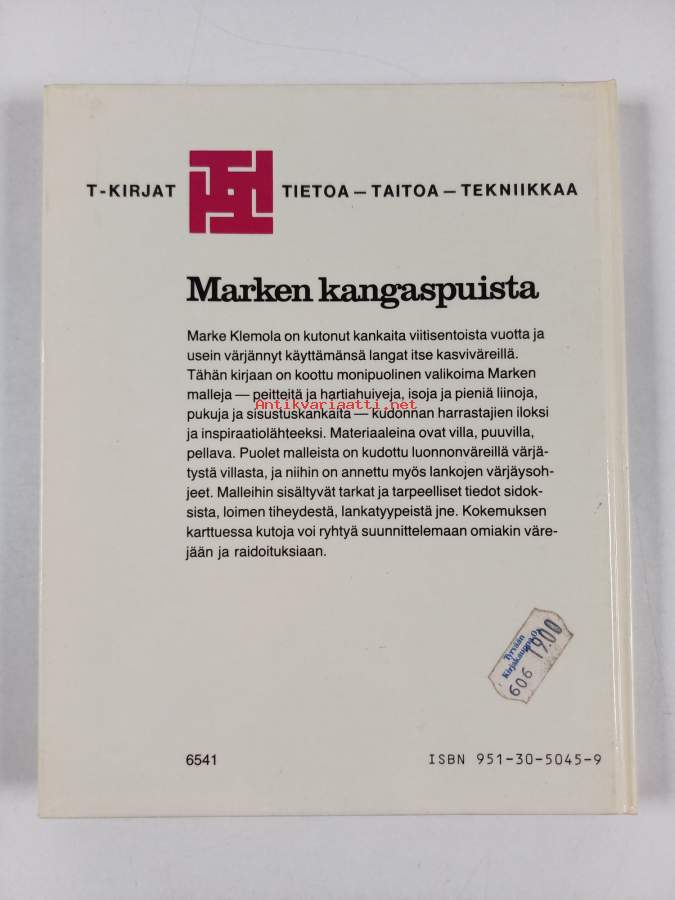 T-KIRJAT TIETOA — TAITOA — TEKNIIKKAA
Marken kangaspuista
Marke Klemola on kutonut kankaita viitisentoista vuotta ja
usein värjännyt käyttämänsä langat itse kasviväreillä.
Tähän kirjaan on koottu monipuolinen valikoima Marken
malleja — peitteitä ja hartiahuiveja, isoja ja pieniä liinoja,
Antikvariaatti.net
pukuja ja sisustuskankaita — kudonnan harrastajien iloksi
ja inspiraatiolähteeksi. Materiaaleina ovat villa, puuvilla,
pellava. Puolet malleista on kudottu luonnonväreillä värjä-
tystä villasta, ja niihin on annettu myös lankojen värjäysoh-
jeet. Malleihin sisältyvät tarkat ja tarpeelliset tiedot sidok-
sista, loimen tiheydestä, lankatyypeistä jne. Kokemuksen
karttuessa kutoja voi ryhtyä suunnittelemaan omiakin väre-
jään ja raidoituksiaan.
Tyrvään
Kirjakauppa O
606 19.00
6541 ISBN 951-30-5045-9